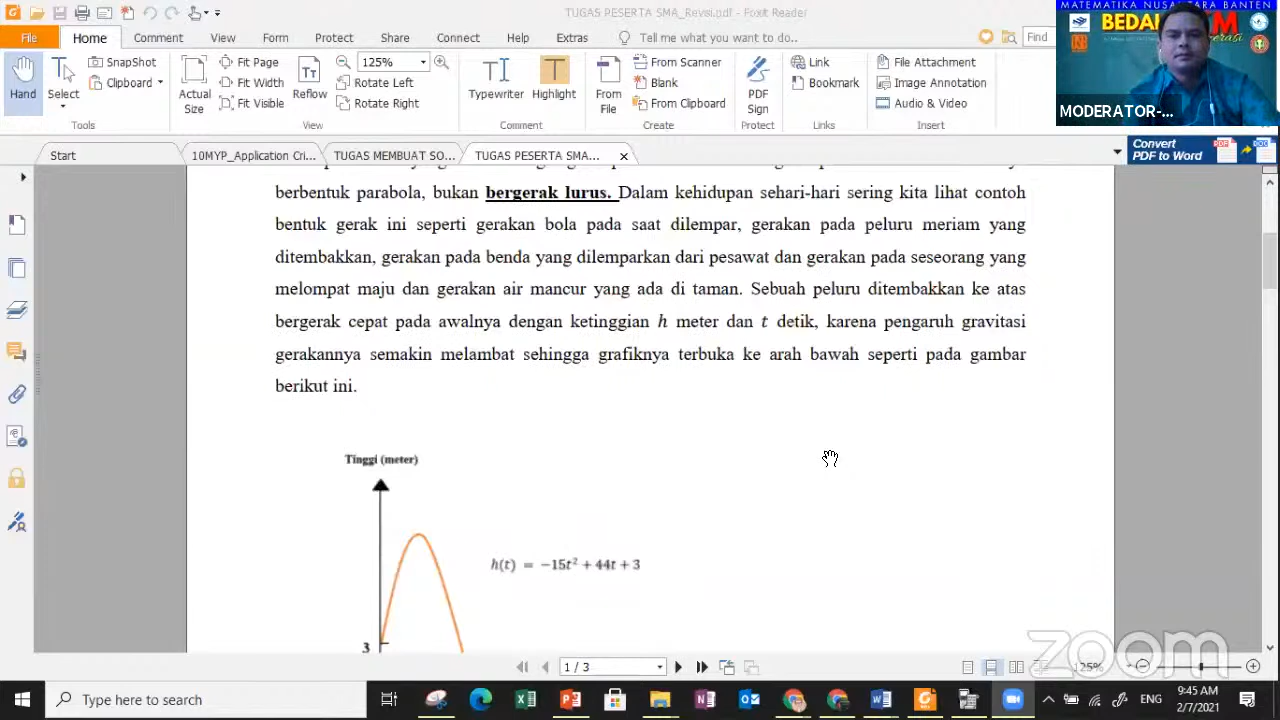 TUGAS PESERTA SMA_Revisi.pdf - Foxit Reader
MATEMATIKA NUSANTARA BANTEN
MODERATOR-...
File Home Comment View Form Protect Share Connect Help Extras Tell me what you want to do.. Find
Hand Select SnapShot Clipboard
Tools
Actual Size Fit Page Fit Width Fit Visible Reflow 125% Rotate Left Rotate Right
View
Typewriter Highlight
Comment
From File From Scanner Blank From Clipboard
Create
PDF Sign
Protect
Link Bookmark
Links
File Attachment Image Annotation Audio & Video
Insert
Start 10MYP_Application Cri... TUGAS MEMBUAT SO... TUGAS PESERTA SMA...
Convert PDF to Word
berbentuk parabola, bukan bergerak lurus. Dalam kehidupan sehari-hari sering kita lihat contoh
bentuk gerak ini seperti gerakan bola pada saat dilempar, gerakan pada peluru meriam yang
ditembakkan, gerakan pada benda yang dilemparkan dari pesawat dan gerakan pada seseorang yang
melompat maju dan gerakan air mancur yang ada di taman. Sebuah peluru ditembakkan ke atas
bergerak cepat pada awalnya dengan ketinggian h meter dan t detik, karena pengaruh gravitasi
gerakannya semakin melambat sehingga grafiknya terbuka ke arah bawah seperti pada gambar
berikut ini.
Tinggi (meter)
h(t) = −15t² + 44t + 3
3
zoom
1 / 3
125%
Type here to search
ENG
9:45 AM
2/7/2021